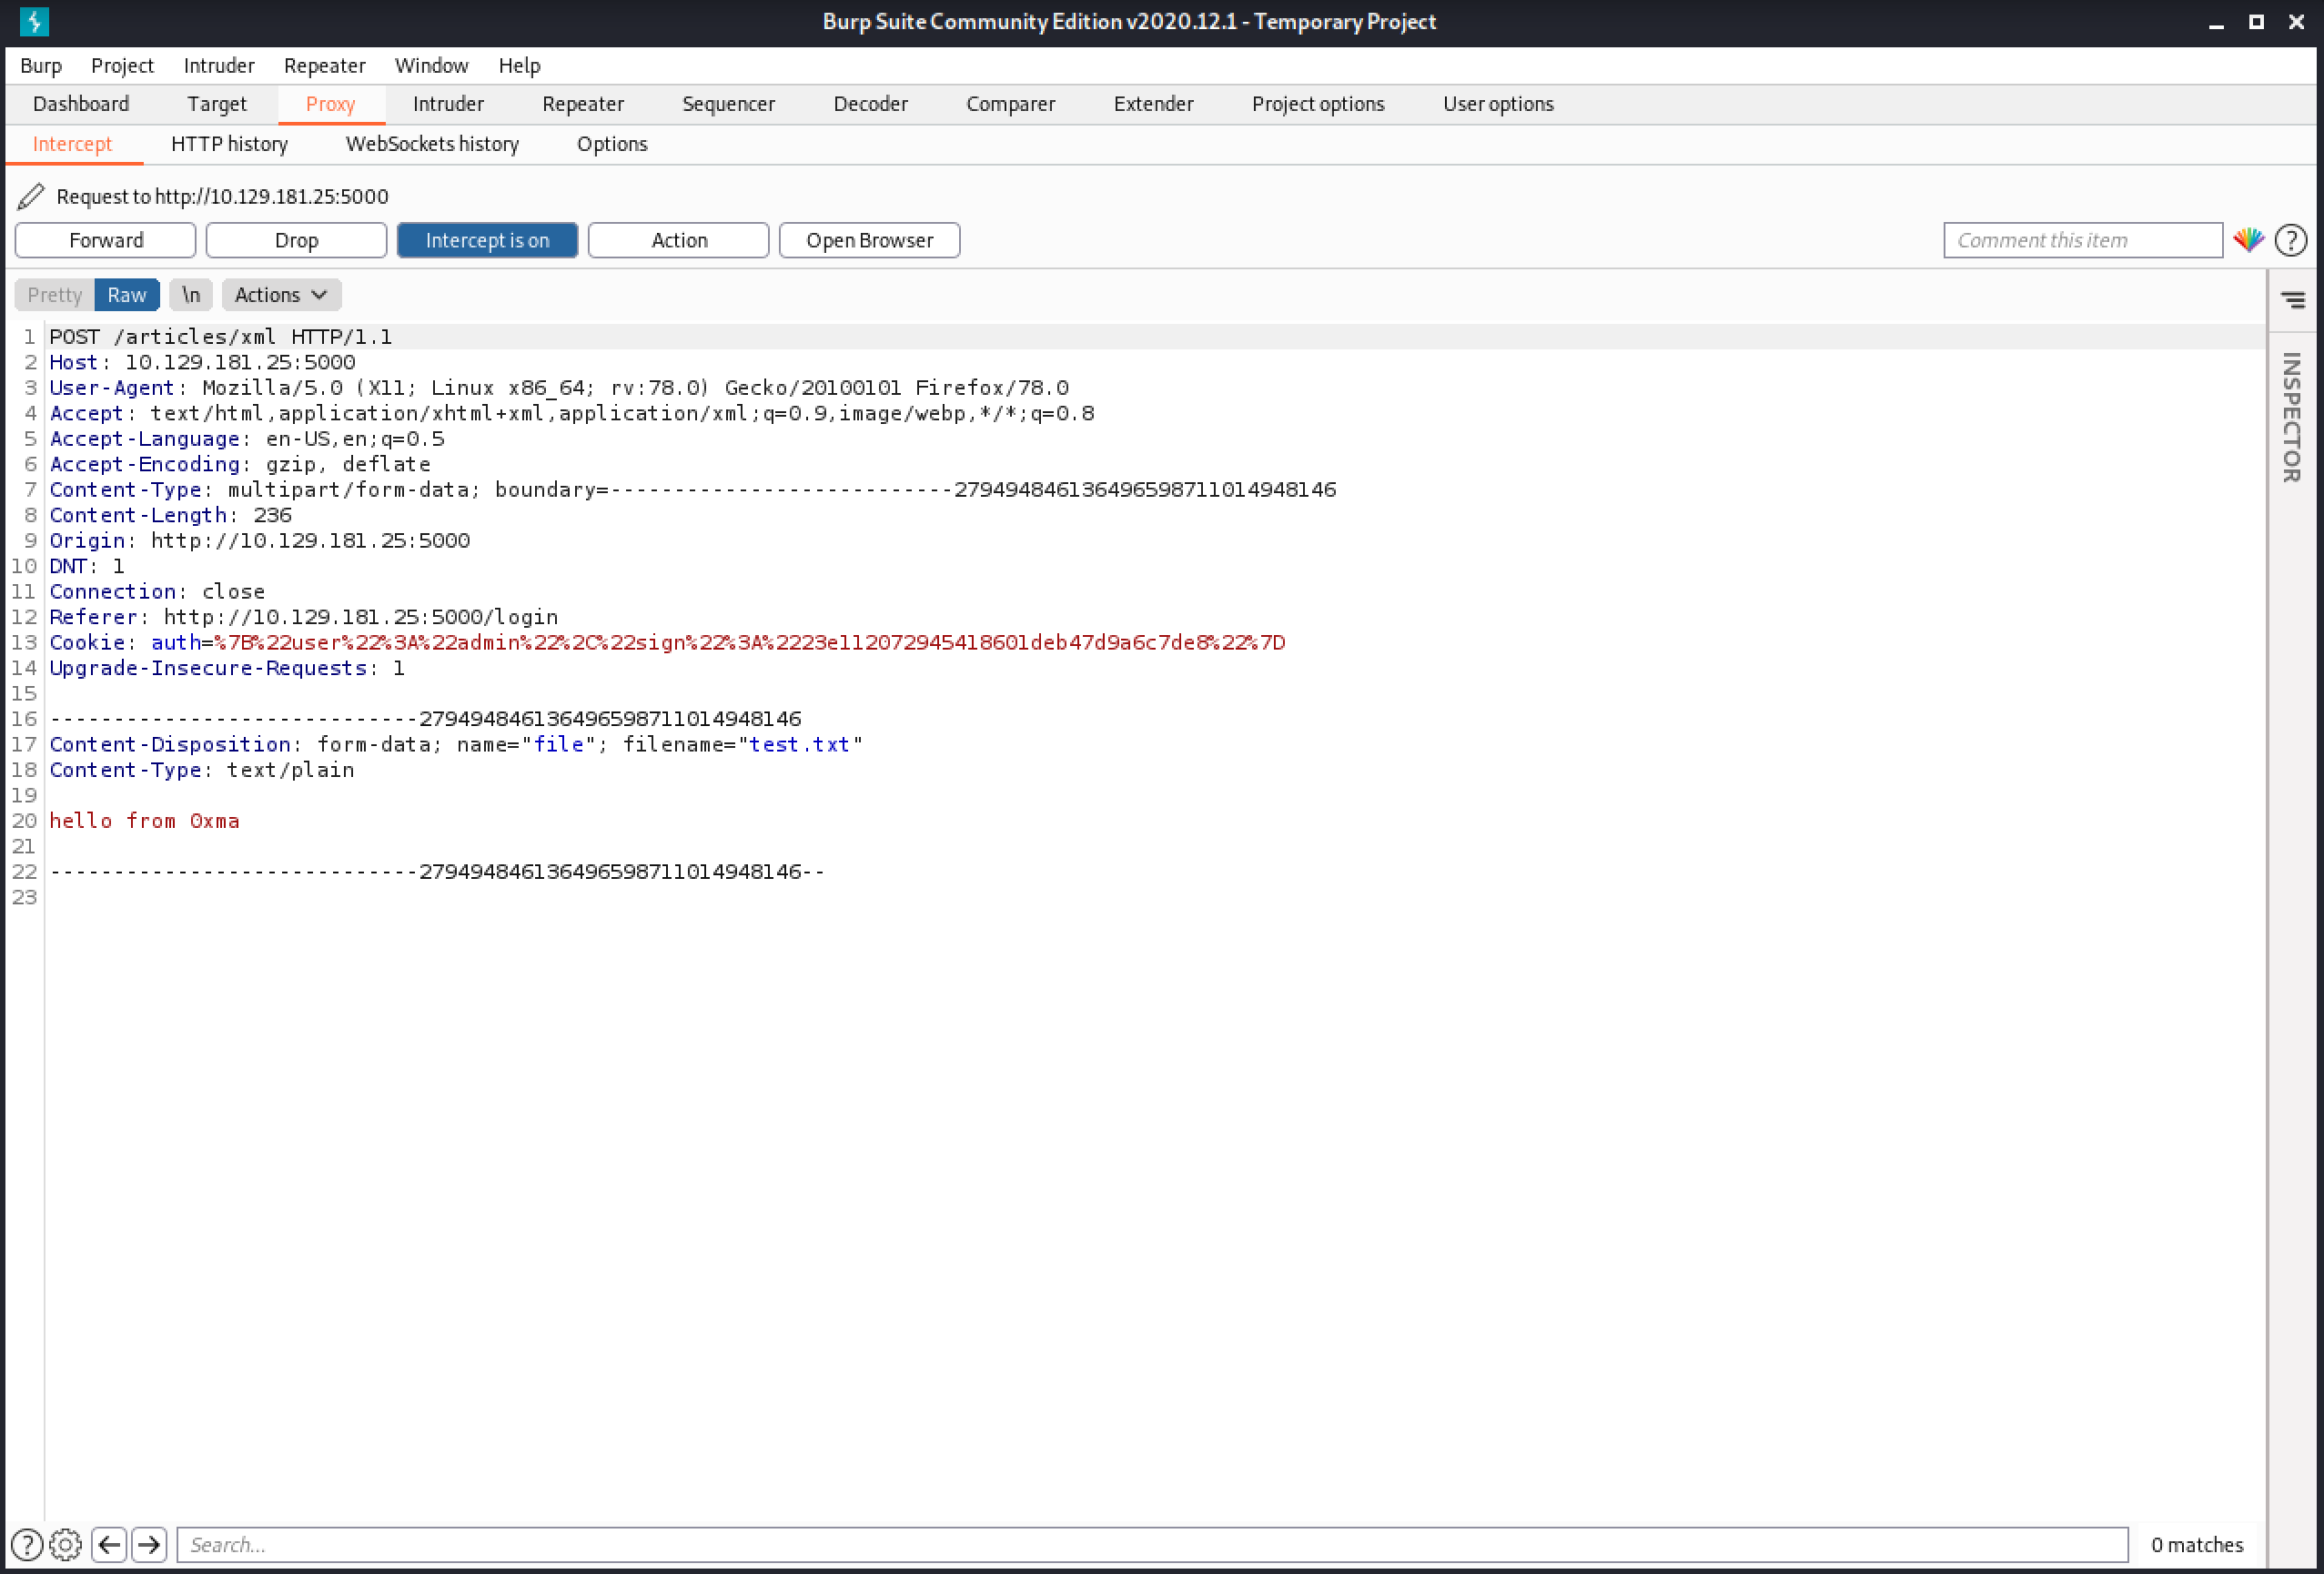 Burp Suite Community Edition v2020.12.1 - Temporary Project
Burp Project Intruder Repeater Window Help
Dashboard Target Proxy Intruder Repeater Sequencer Decoder Comparer Extender Project options User options
Intercept HTTP history WebSockets history Options
Request to http://10.129.181.25:5000
Forward Drop Intercept is on Action Open Browser Comment this item ?
Pretty Raw \n Actions
INSPECTOR
1 POST /articles/xml HTTP/1.1
2 Host: 10.129.181.25:5000
3 User-Agent: Mozilla/5.0 (X11; Linux x86_64; rv:78.0) Gecko/20100101 Firefox/78.0
4 Accept: text/html,application/xhtml+xml,application/xml;q=0.9,image/webp,*/*;q=0.8
5 Accept-Language: en-US,en;q=0.5
6 Accept-Encoding: gzip, deflate
7 Content-Type: multipart/form-data; boundary=---------------------------279494846136496598711014948146
8 Content-Length: 236
9 Origin: http://10.129.181.25:5000
10 DNT: 1
11 Connection: close
12 Referer: http://10.129.181.25:5000/login
13 Cookie: auth=%7B%22user%22%3A%22admin%22%2C%22sign%22%3A%2223e112072945418601deb47d9a6c7de8%22%7D
14 Upgrade-Insecure-Requests: 1
15
16 -----------------------------279494846136496598711014948146
17 Content-Disposition: form-data; name="file"; filename="test.txt"
18 Content-Type: text/plain
19
20 hello from 0xma
21
22 -----------------------------279494846136496598711014948146--
23
? Search... 0 matches